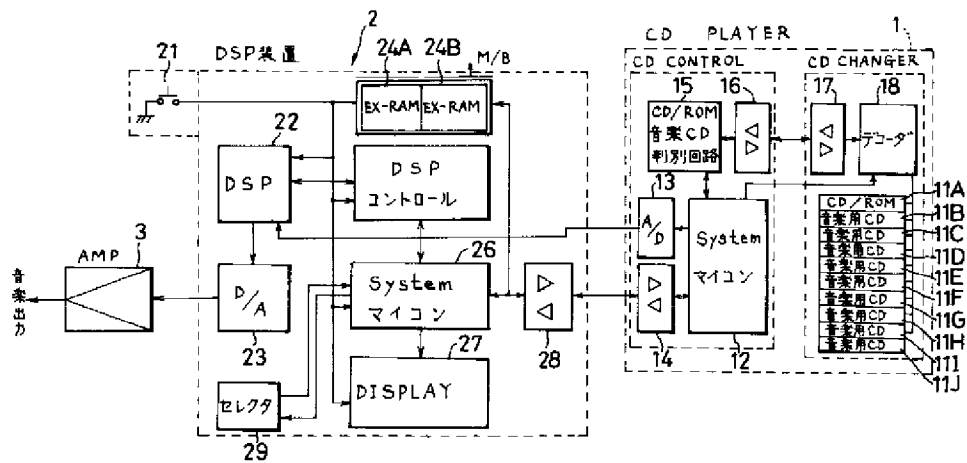 2
DSP装置
21
24A
24B
M/B
EX-RAM
EX-RAM
22
DSP
DSP
コントロール
3
AMP
音楽出力
D/A
23
26
System
マイコン
27
DISPLAY
28
セレクタ
29
1
CD PLAYER
CD CONTROL
15
16
CD/ROM
音楽CD
判別回路
13
A/D
System
マイコン
14
12
CD CHANGER
17
18
デコーダ
CD/ROM
音楽用CD
音楽用CD
音楽用CD
音楽用CD
音楽用CD
音楽用CD
音楽用CD
音楽用CD
音楽用CD
11A
11B
11C
11D
11E
11F
11G
11H
11I
11J